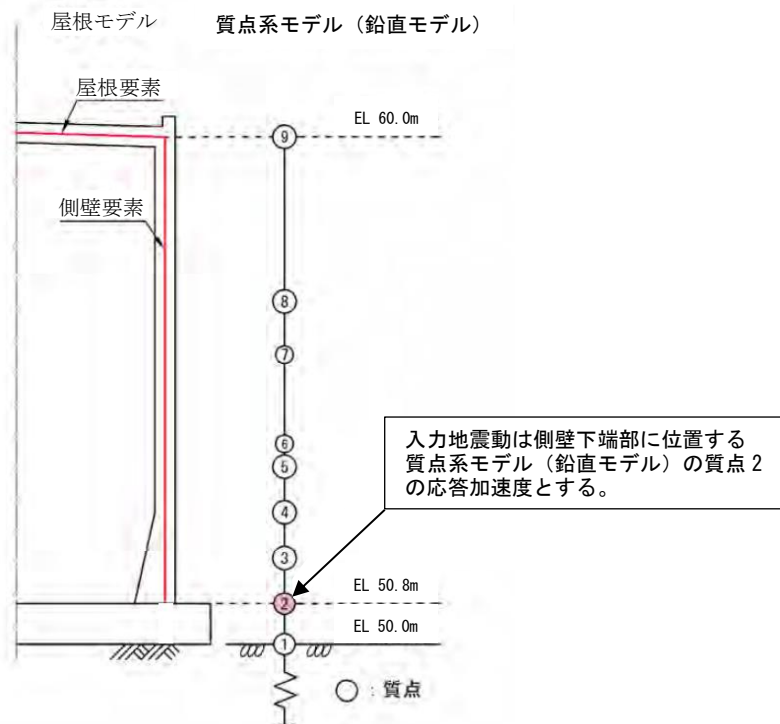 屋根モデル
質点系モデル（鉛直モデル）
屋根要素
側壁要素
EL 60.0m
9
8
7
6
5
4
3
2
1
入力地震動は側壁下端部に位置する
質点系モデル（鉛直モデル）の質点2
の応答加速度とする。
EL 50.8m
EL 50.0m
○：質点